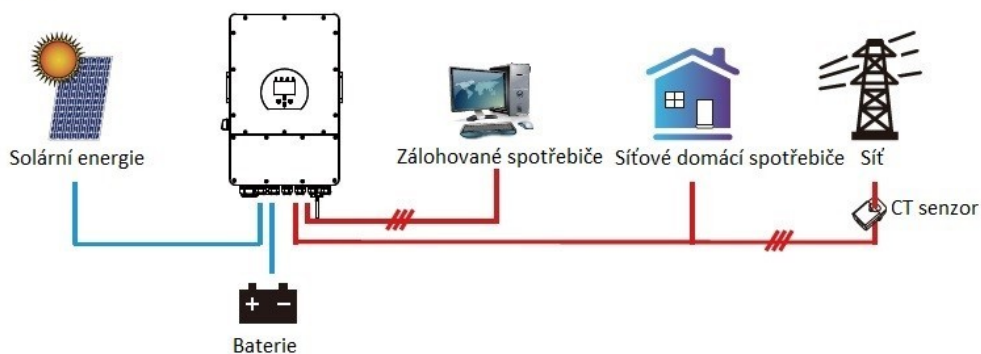 Solární energie
Zálohované spotřebiče
Síťové domácí spotřebiče
Síť
CT senzor
Baterie